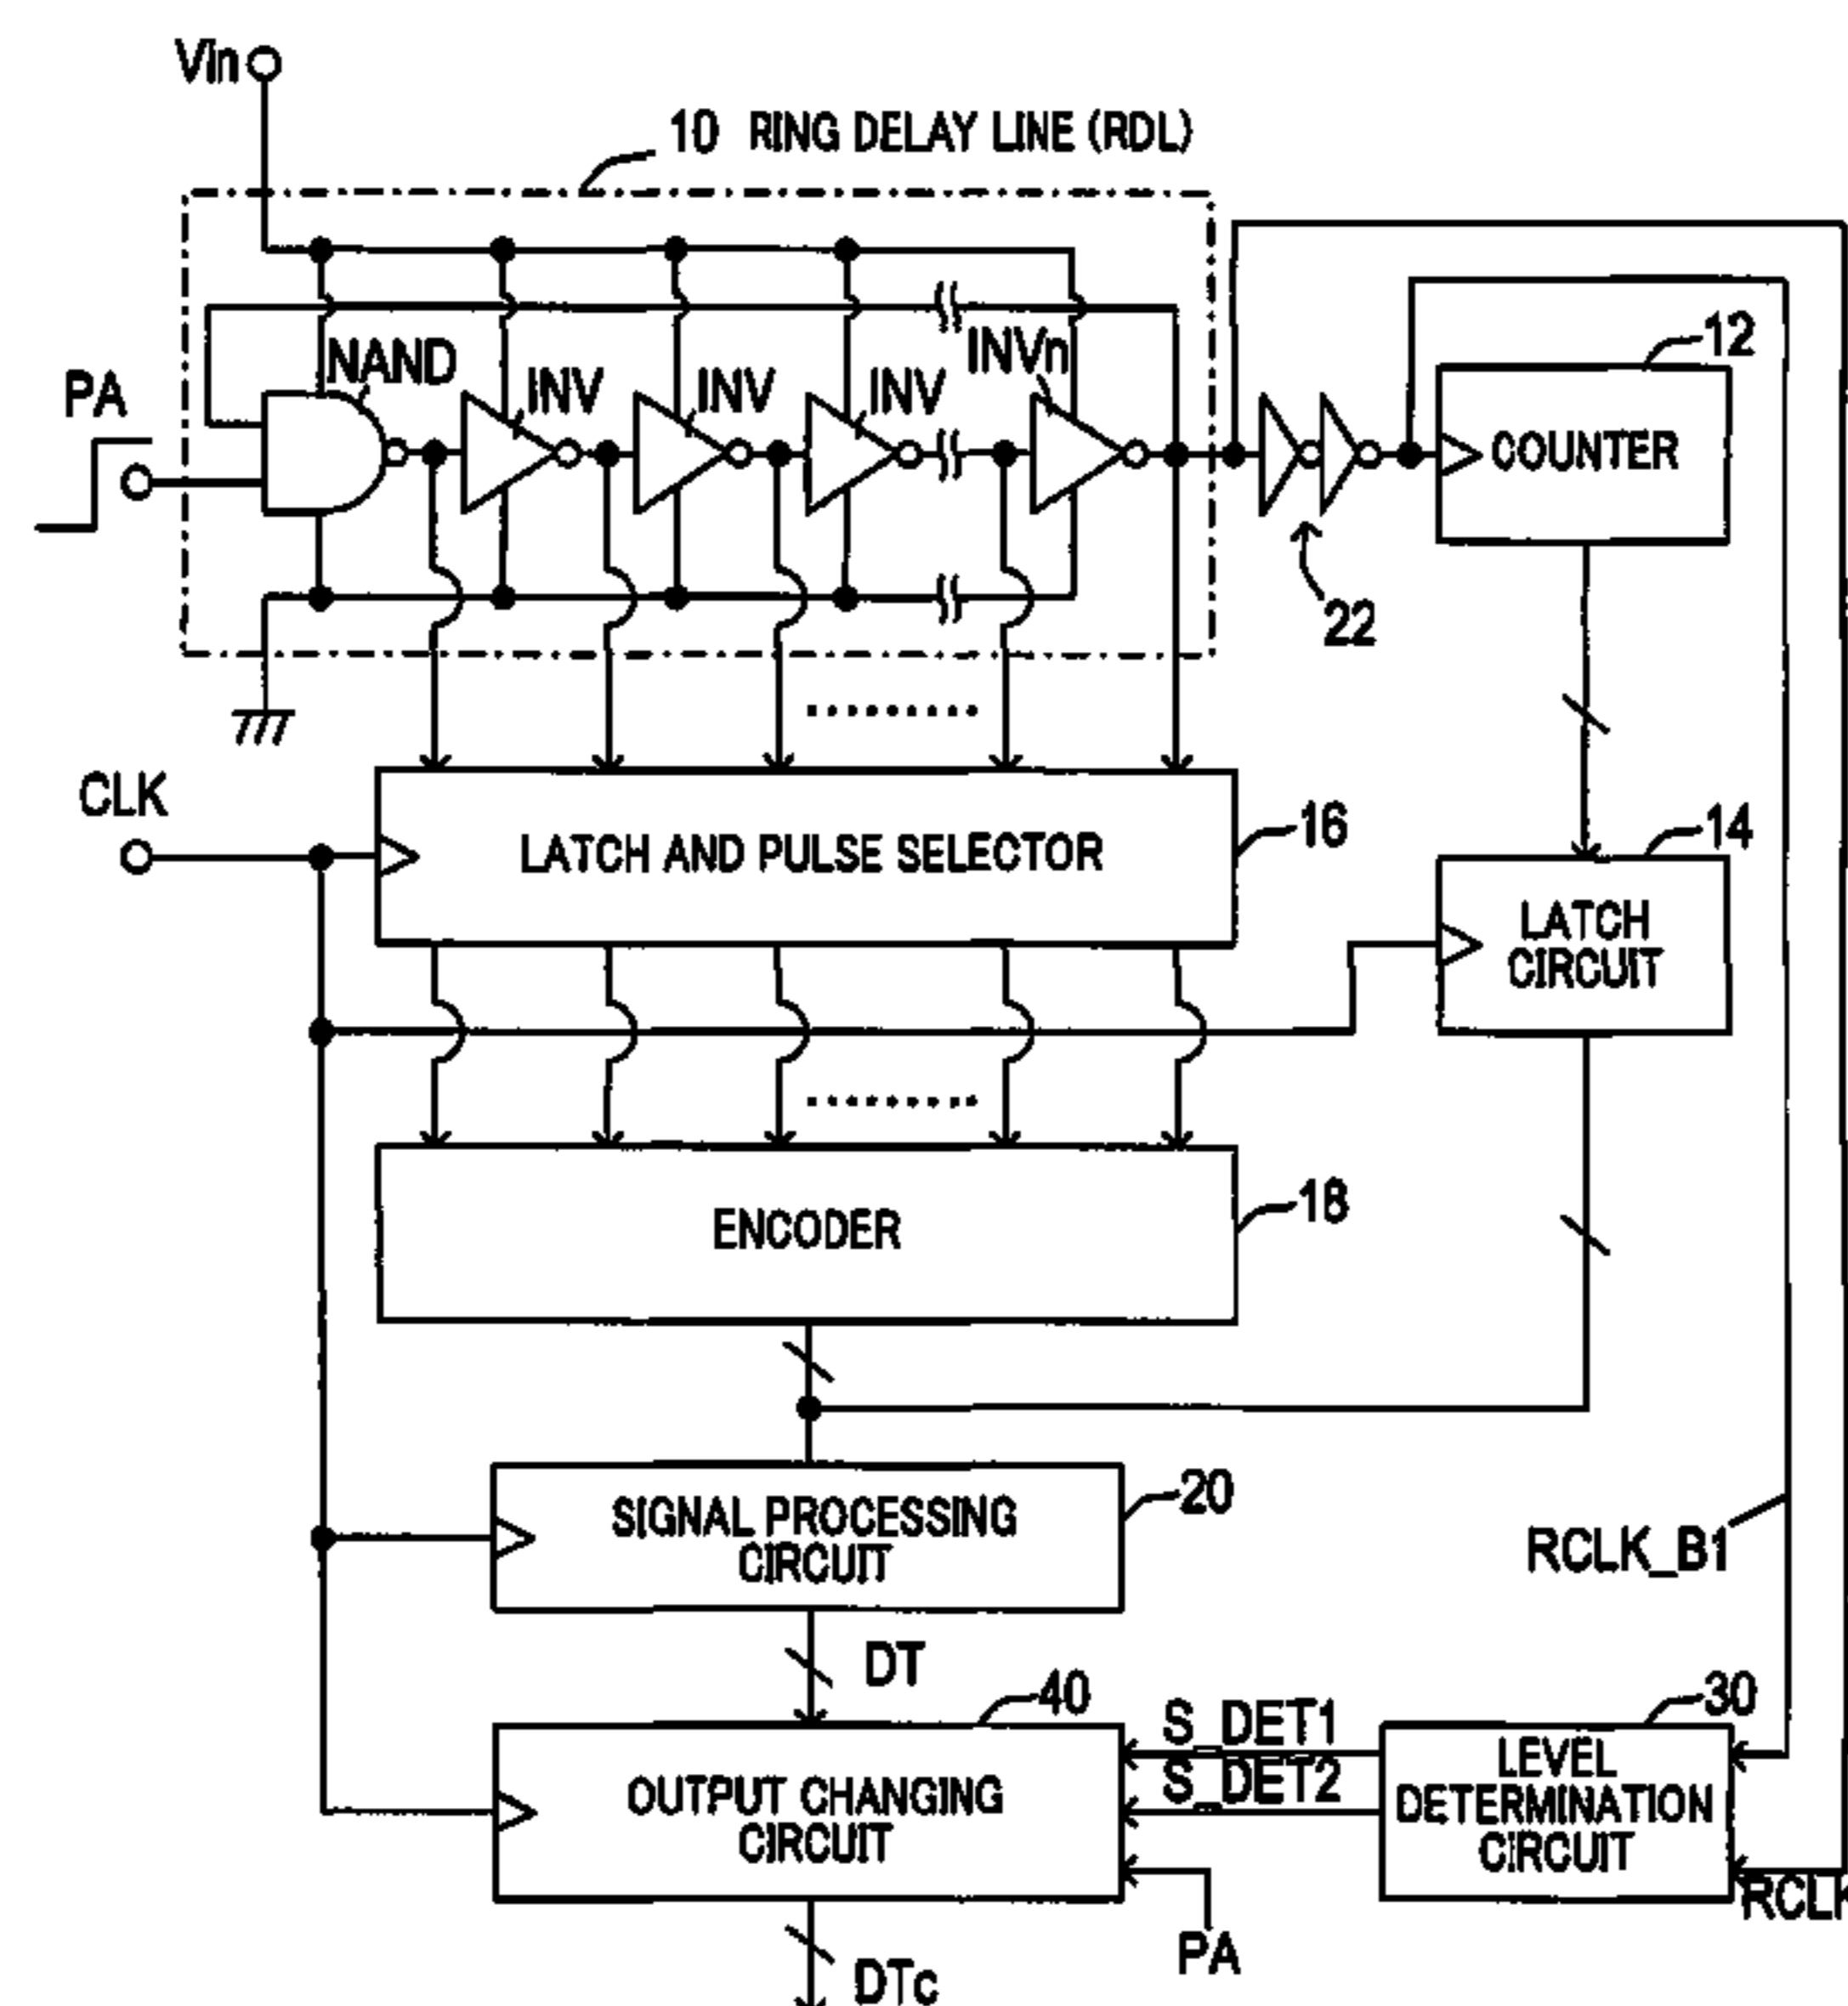 Vin
10 RING DELAY LINE (RDL)
PA
NAND
INV
INV
INV
INVn
12
COUNTER
22
CLK
LATCH AND PULSE SELECTOR
16
14
LATCH
CIRCUIT
ENCODER
18
SIGNAL PROCESSING
CIRCUIT
20
RCLK_B1
DT
40
S_DET1
S_DET2
30
OUTPUT CHANGING
CIRCUIT
LEVEL
DETERMINATION
CIRCUIT
RCLK
PA
DTc